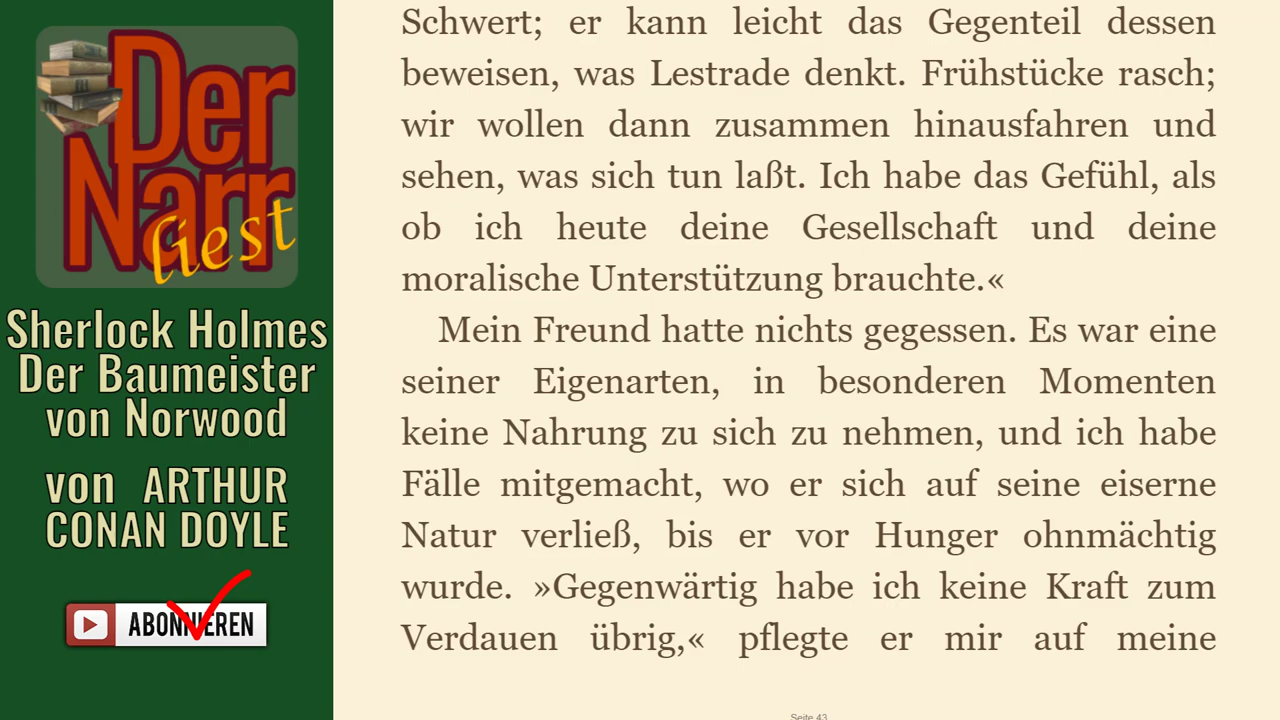 Der
Narr
liest
Sherlock Holmes
Der Baumeister
von Norwood
von ARTHUR
CONAN DOYLE
ABONNIEREN
Schwert; er kann leicht das Gegenteil dessen
beweisen, was Lestrade denkt. Frühstücke rasch;
wir wollen dann zusammen hinausfahren und
sehen, was sich tun laßt. Ich habe das Gefühl, als
ob ich heute deine Gesellschaft und deine
moralische Unterstützung brauchte.«
Mein Freund hatte nichts gegessen. Es war eine
seiner Eigenarten, in besonderen Momenten
keine Nahrung zu sich zu nehmen, und ich habe
Fälle mitgemacht, wo er sich auf seine eiserne
Natur verließ, bis er vor Hunger ohnmächtig
wurde. »Gegenwärtig habe ich keine Kraft zum
Verdauen übrig,« pflegte er mir auf meine
Seite 43